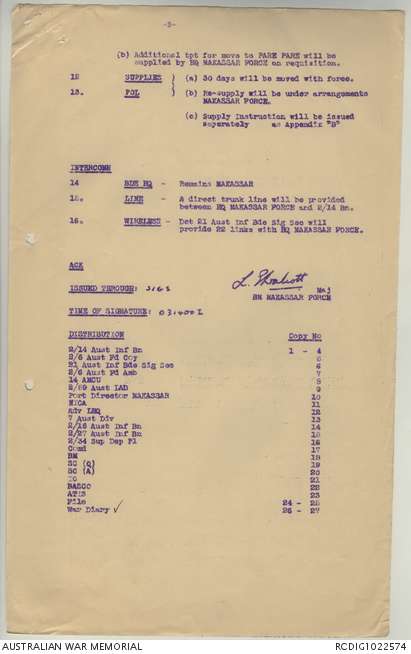 -3-
(b) Additional tpt for move to PARE PARE will be
supplied by HQ MAKASSAR FORCE on requisition.
12 SUPPLIES ) (a) 30 days will be moved with force.
13. POL ) (b) Re-supply will be under arrangements
MAKASSAR FORCE.
(c) Supply Instruction will be issued
seperately as Appendix "B"
INTERCOMM
14 BDE HQ - Remains MAKASSAR
15. LINE - A direct trunk line will be provided
between HQ MAKASSAR FORCE and 2/14 Bn.
16. WIRELESS - Det 21 Aust Inf Bde Sig Sec will
provide R2 links with HQ MAKASSAR FORCE.
ACK
ISSUED THROUGH: SIGS
Maj
BM MAKASSAR FORCE
TIME OF SIGNATURE:
DISTRIBUTION Copy No
2/14 Aust Inf Bn 1 - 4
2/6 Aust Fd Coy 5
21 Aust Inf Bde Sig Sec 6
2/6 Aust Fd Amb 7
14 AMCU 8
2/89 Aust LAD 9
Port Director MAKASSAR 10
NICA 11
Adv LHQ 12
7 Aust Div 13
2/16 Aust Inf Bn 14
2/27 Aust Inf Bn 15
2/34 Sup Dep Pl 16
Comd 17
BM 18
SC (Q) 19
SC (A) 20
IO 21
BASCO 22
ATIS 23
File 24 - 25
War Diary ✓ 26 - 27
AUSTRALIAN WAR MEMORIAL RCDIG1022574